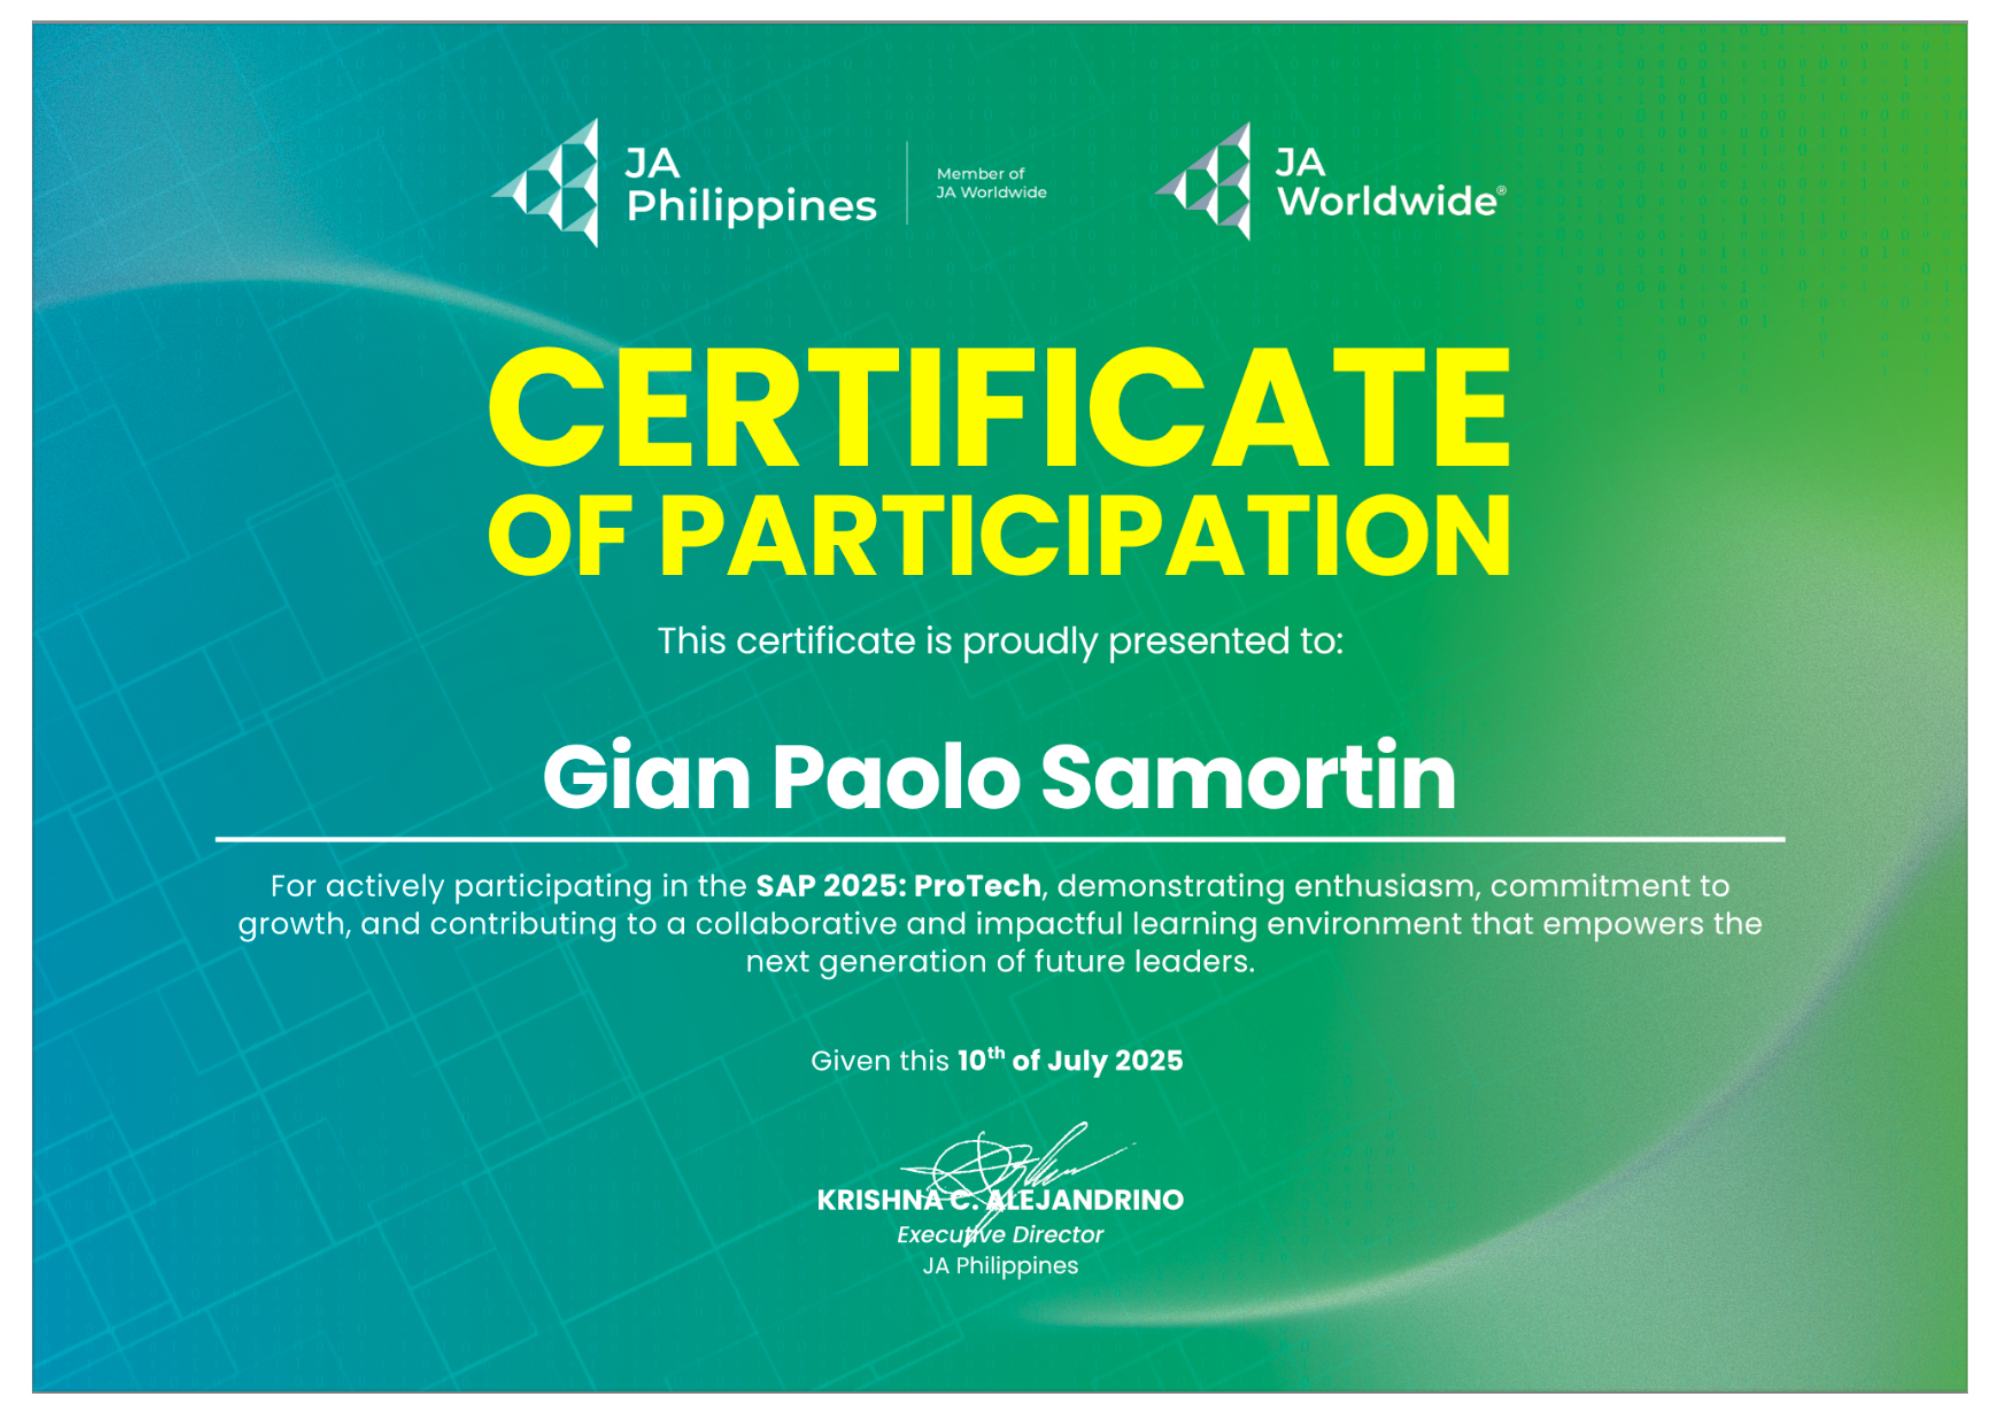 JA
Philippines
Member of
JA Worldwide
JA
Worldwide®
CERTIFICATE
OF PARTICIPATION
This certificate is proudly presented to:
Gian Paolo Samortin
For actively participating in the SAP 2025: ProTech, demonstrating enthusiasm, commitment to
growth, and contributing to a collaborative and impactful learning environment that empowers the
next generation of future leaders.
Given this 10th of July 2025
KRISHNA C. ALEJANDRINO
Executive Director
JA Philippines